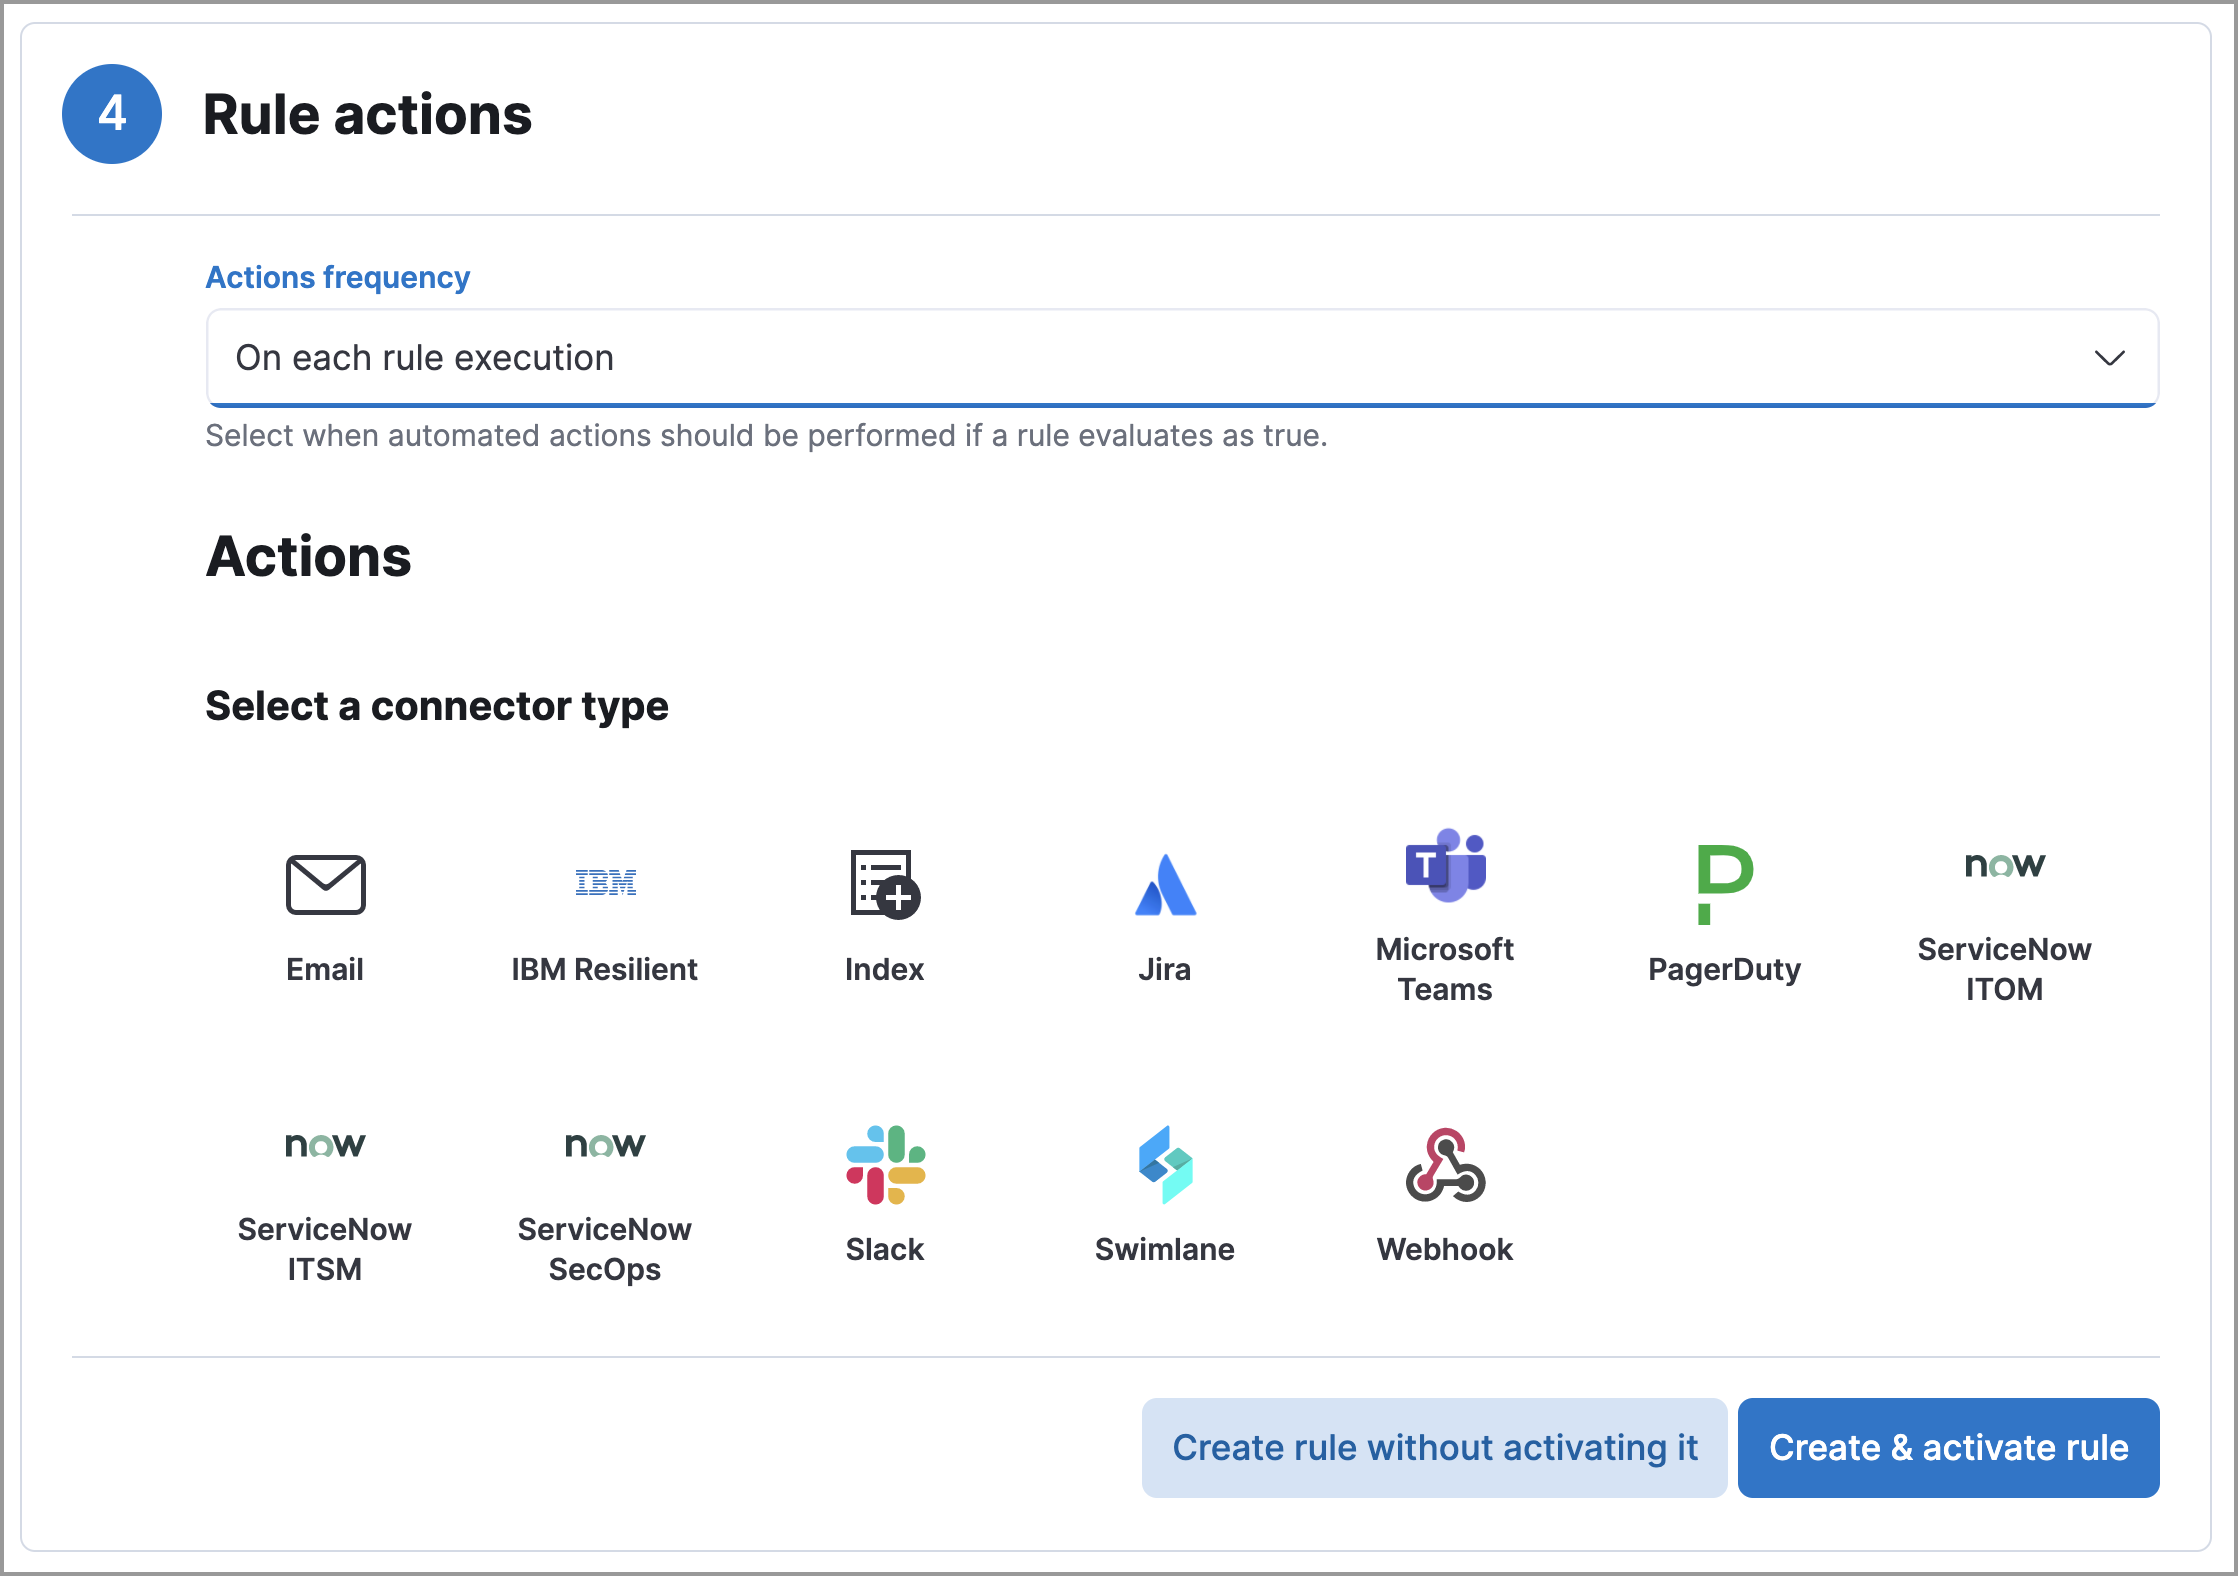 4
Rule actions
Actions frequency
On each rule execution
Select when automated actions should be performed if a rule evaluates as true.
Actions
Select a connector type
IBM
T
now
Email
IBM Resilient
Index
Jira
Microsoft
Teams
PagerDuty
ServiceNow
ITOM
now
now
ServiceNow
ITSM
ServiceNow
SecOps
Slack
Swimlane
Webhook
Create rule without activating it
Create & activate rule